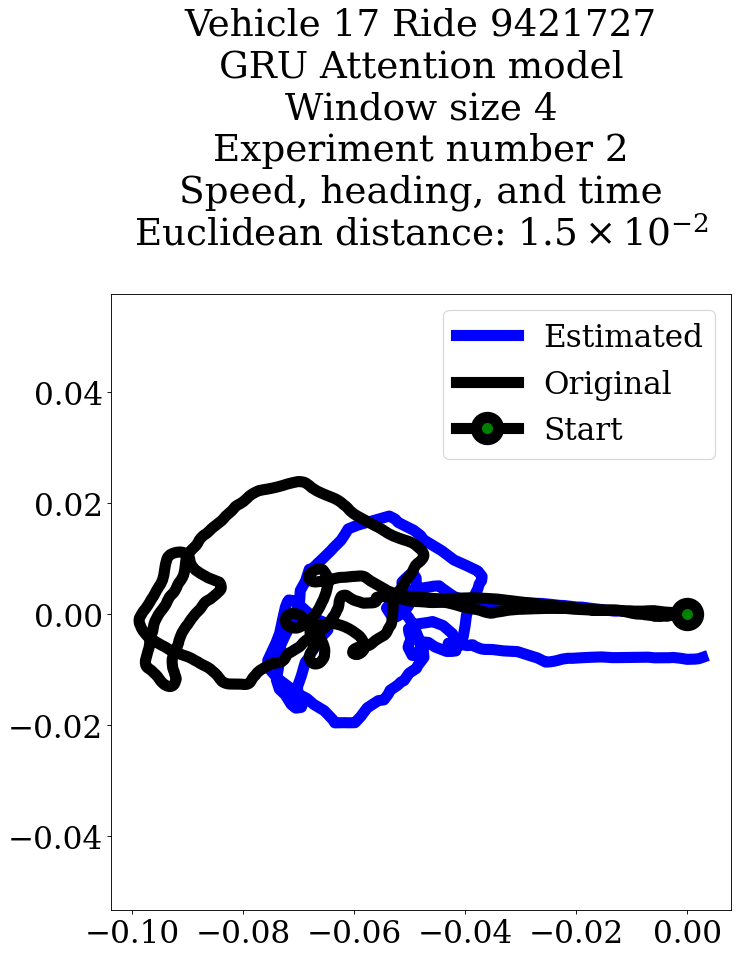 Vehicle 17 Ride 9421727
GRU Attention model
Window size 4
Experiment number 2
Speed, heading, and time
Euclidean distance: 1.5 × 10⁻²
Estimated
Original
Start
0.04
0.02
0.00
−0.02
−0.04
−0.10 −0.08 −0.06 −0.04 −0.02 0.00